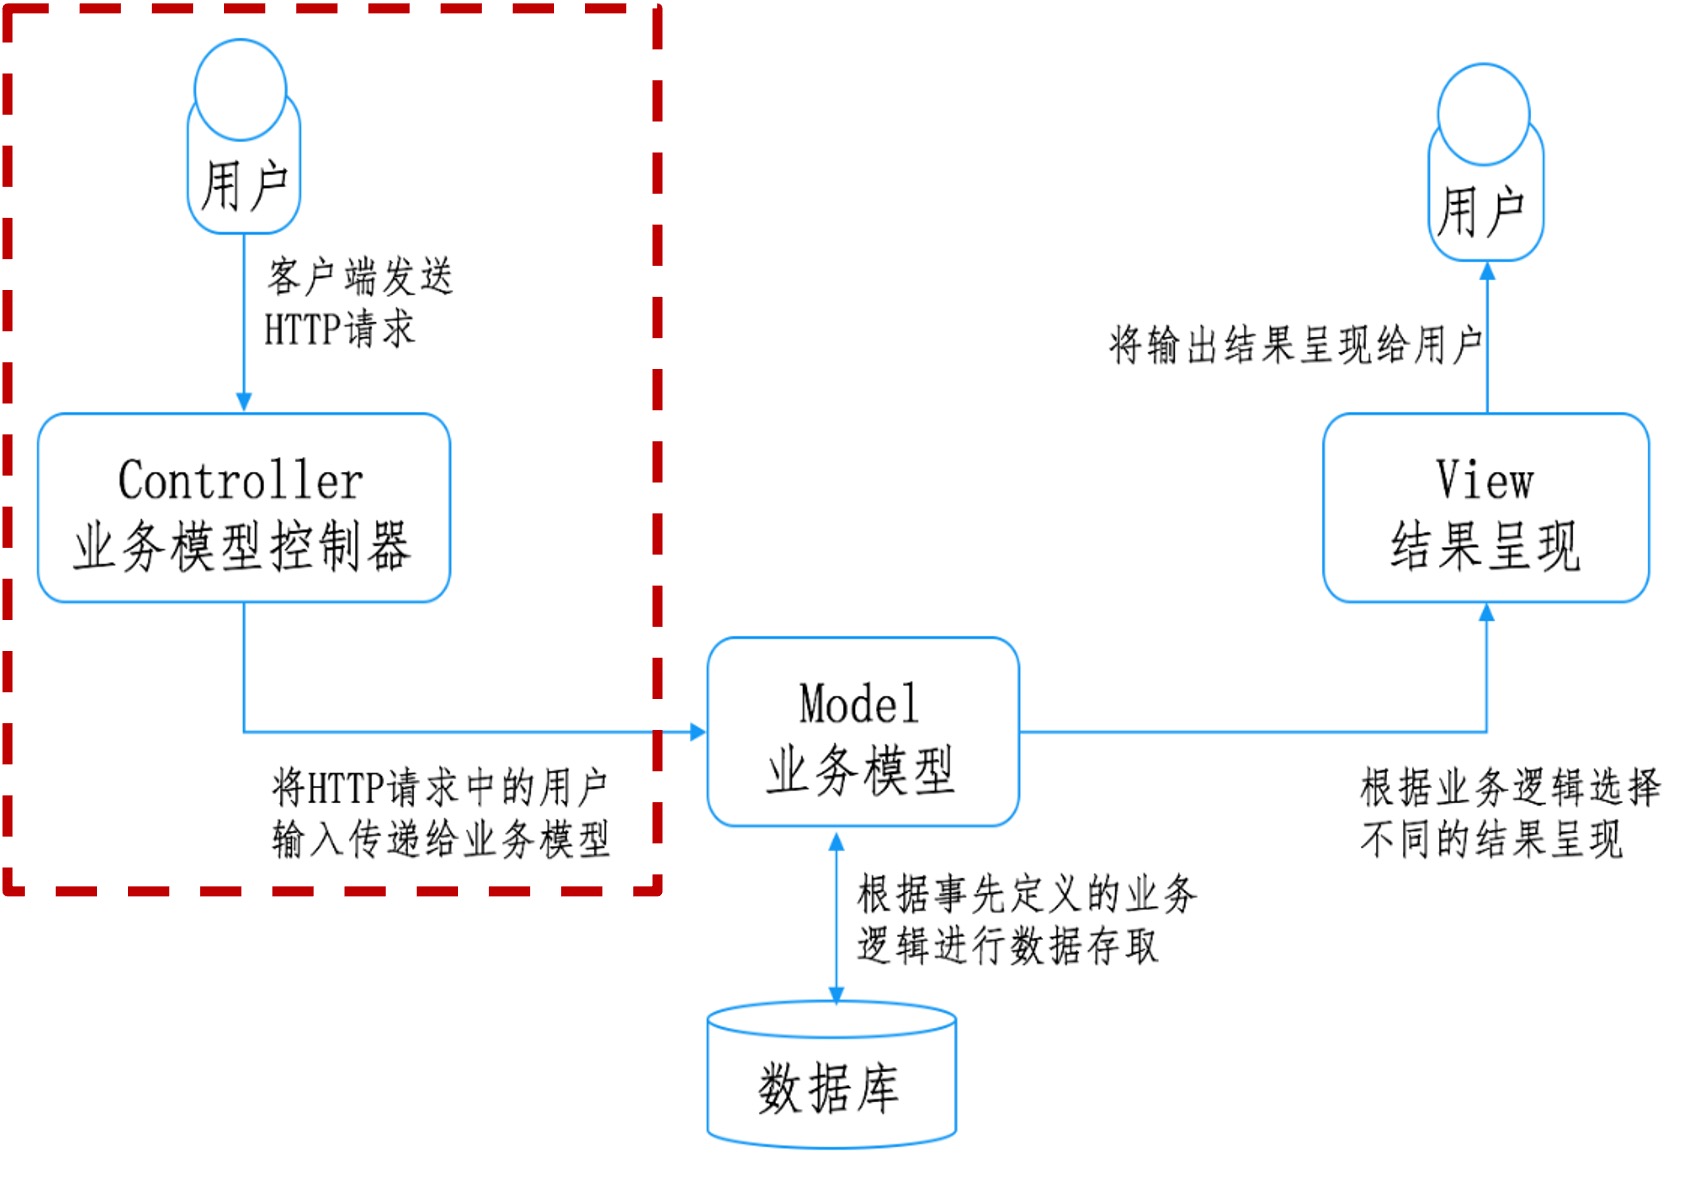 用户
客户端发送
HTTP请求
Controller
业务模型控制器
将HTTP请求中的用户
输入传递给业务模型
Model
业务模型
根据事先定义的业务
逻辑进行数据存取
数据库
用户
将输出结果呈现给用户
View
结果呈现
根据业务逻辑选择
不同的结果呈现